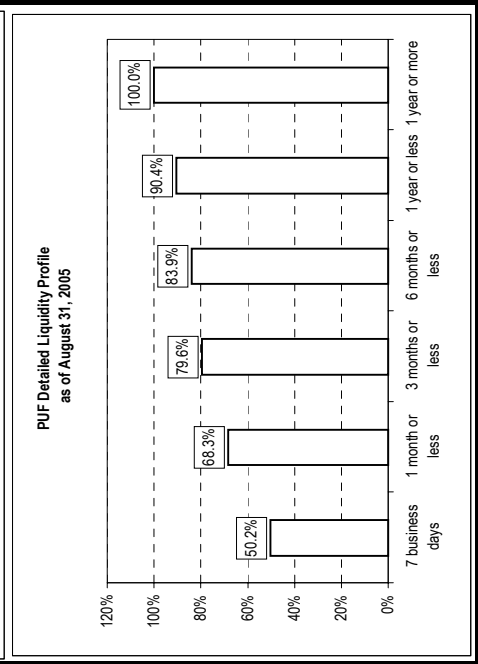 PUF Detailed Liquidity Profile
as of August 31, 2005
120%
100%
80%
60%
40%
20%
0%
50.2%
68.3%
79.6%
83.9%
90.4%
100.0%
7 business
days
1 month or
less
3 months or
less
6 months or
less
1 year or less
1 year or more